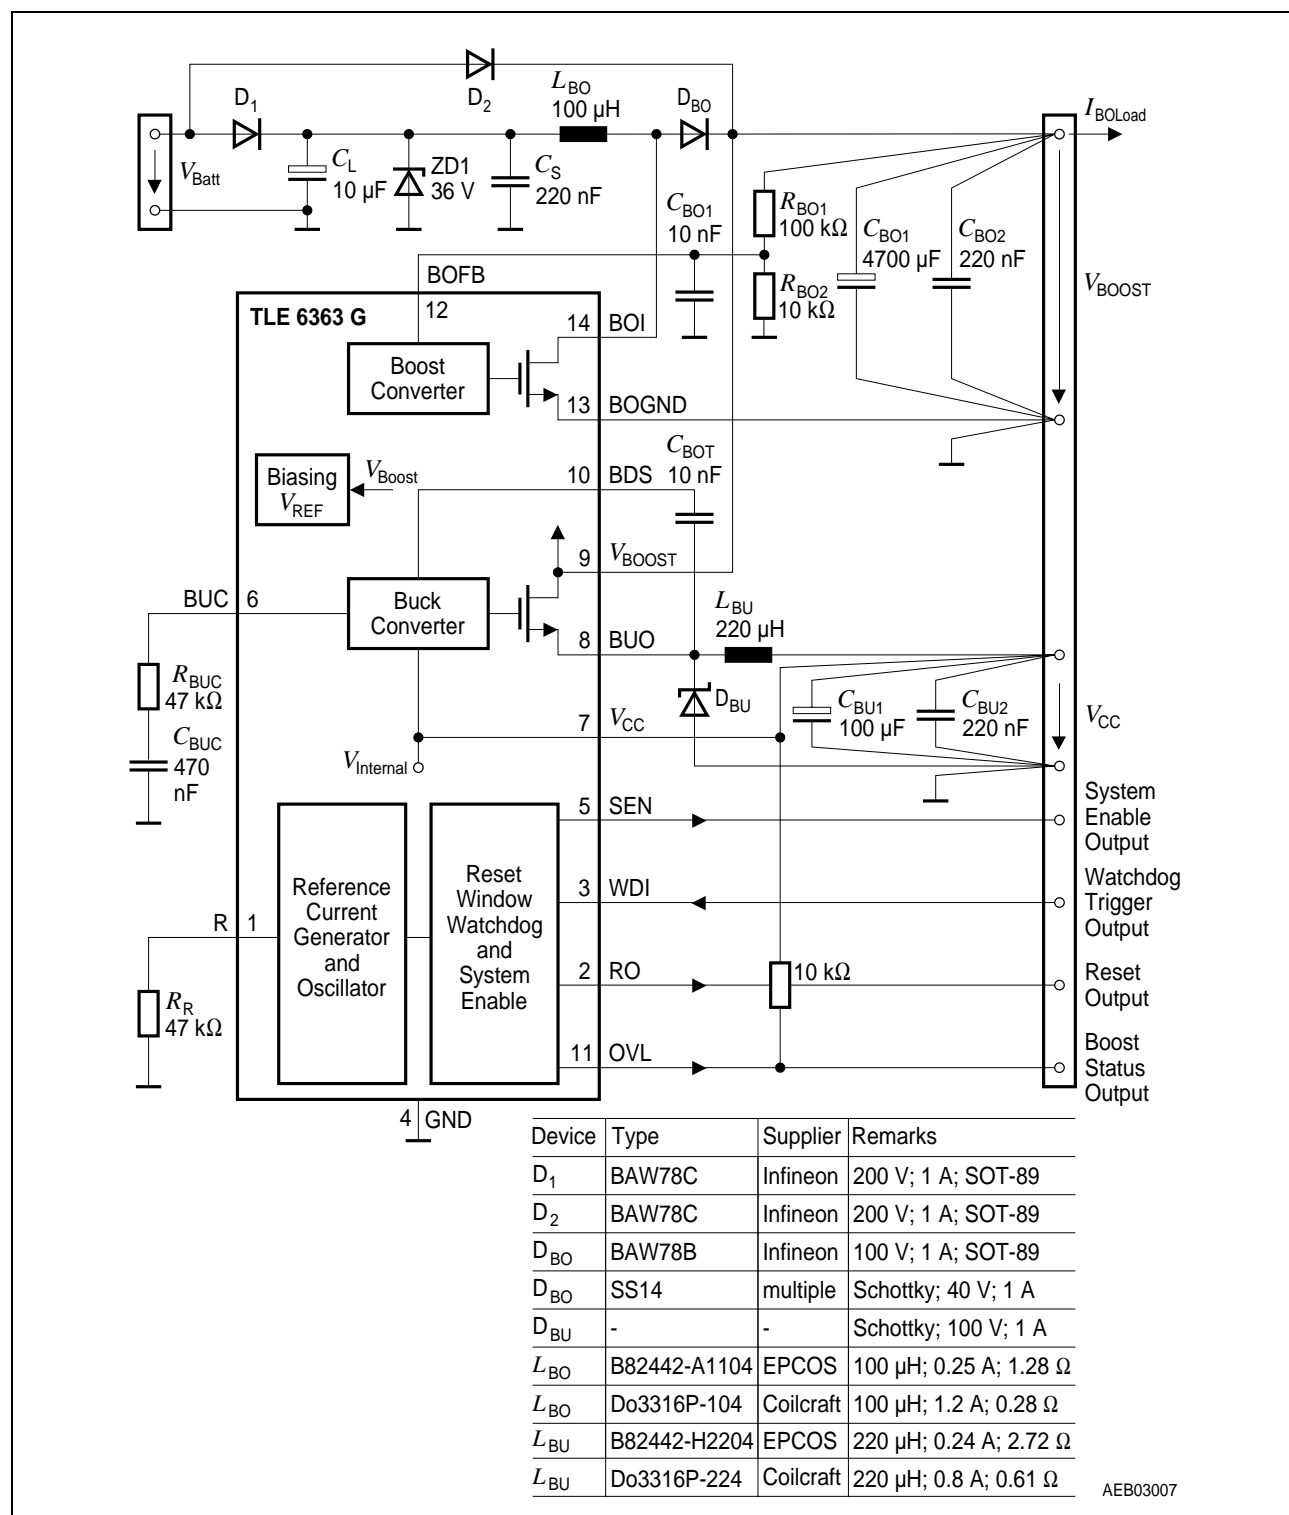 D1
D2
LBO
100 µH
DBO
IBOLoad
VBatt
CL
10 µF
ZD1
36 V
CS
220 nF
CBO1
10 nF
RBO1
100 kΩ
CBO1
4700 µF
CBO2
220 nF
RBO2
10 kΩ
VBOOST
BOFB
TLE 6363 G
12
14 BOI
Boost
Converter
13 BOGND
CBOT
10 nF
Biasing
VREF
VBoost
10 BDS
9 VBOOST
BUC 6
Buck
Converter
LBU
220 µH
8 BUO
RBUC
47 kΩ
DBU
CBU1
100 µF
CBU2
220 nF
VCC
7 VCC
CBUC
470
nF
VInternal
5 SEN
System
Enable
Output
Reference
Current
Generator
and
Oscillator
Reset
Window
Watchdog
and
System
Enable
3 WDI
Watchdog
Trigger
Output
R 1
2 RO
10 kΩ
Reset
Output
RR
47 kΩ
11 OVL
Boost
Status
Output
4 GND
Device Type Supplier Remarks
D1 BAW78C Infineon 200 V; 1 A; SOT-89
D2 BAW78C Infineon 200 V; 1 A; SOT-89
DBO BAW78B Infineon 100 V; 1 A; SOT-89
DBO SS14 multiple Schottky; 40 V; 1 A
DBU - - Schottky; 100 V; 1 A
LBO B82442-A1104 EPCOS 100 µH; 0.25 A; 1.28 Ω
LBO Do3316P-104 Coilcraft 100 µH; 1.2 A; 0.28 Ω
LBU B82442-H2204 EPCOS 220 µH; 0.24 A; 2.72 Ω
LBU Do3316P-224 Coilcraft 220 µH; 0.8 A; 0.61 Ω
AEB03007